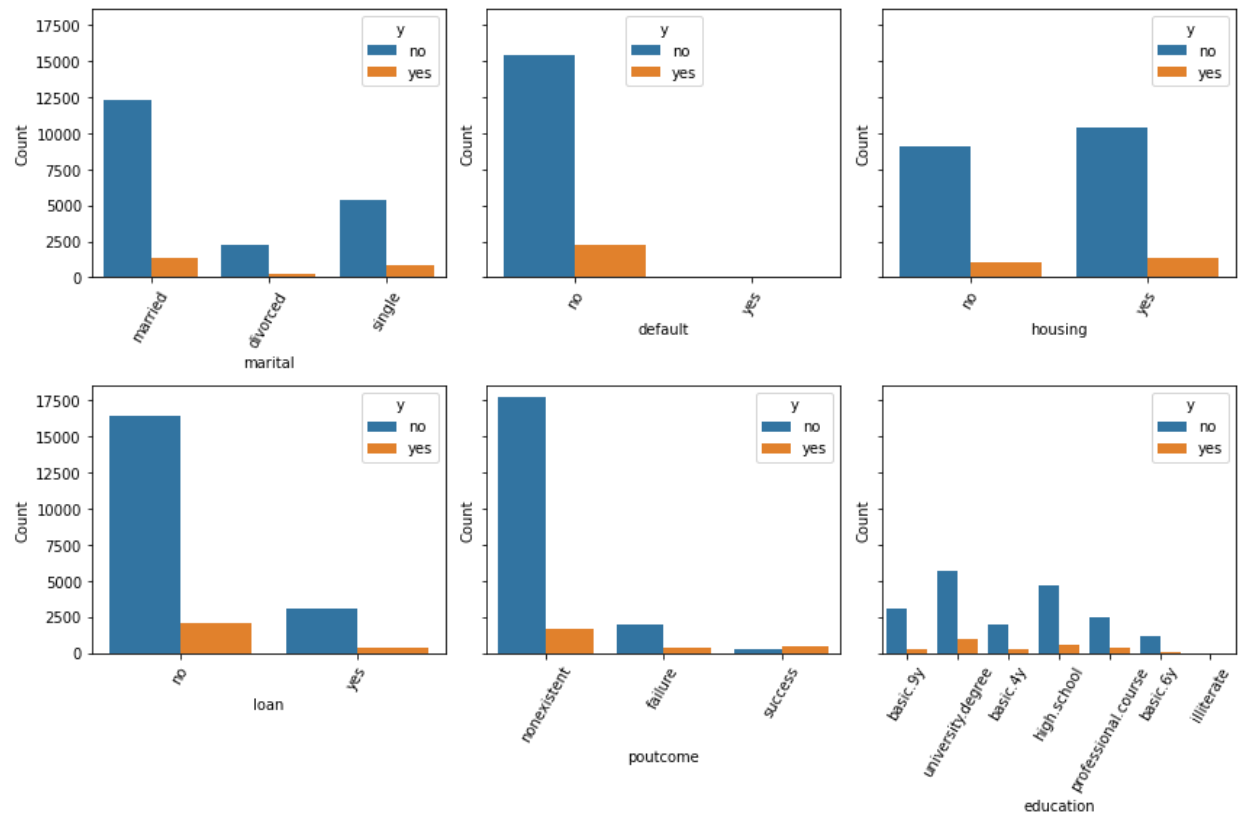 17500
15000
12500
10000
7500
5000
2500
0
Count
married
divorced
single
marital
y
no
yes
Count
no
yes
default
y
no
yes
Count
no
yes
housing
y
no
yes
17500
15000
12500
10000
7500
5000
2500
0
Count
no
yes
loan
y
no
yes
Count
nonexistent
failure
success
poutcome
y
no
yes
Count
basic.9y
university.degree
basic.4y
high.school
professional.course
basic.6y
illiterate
education
y
no
yes